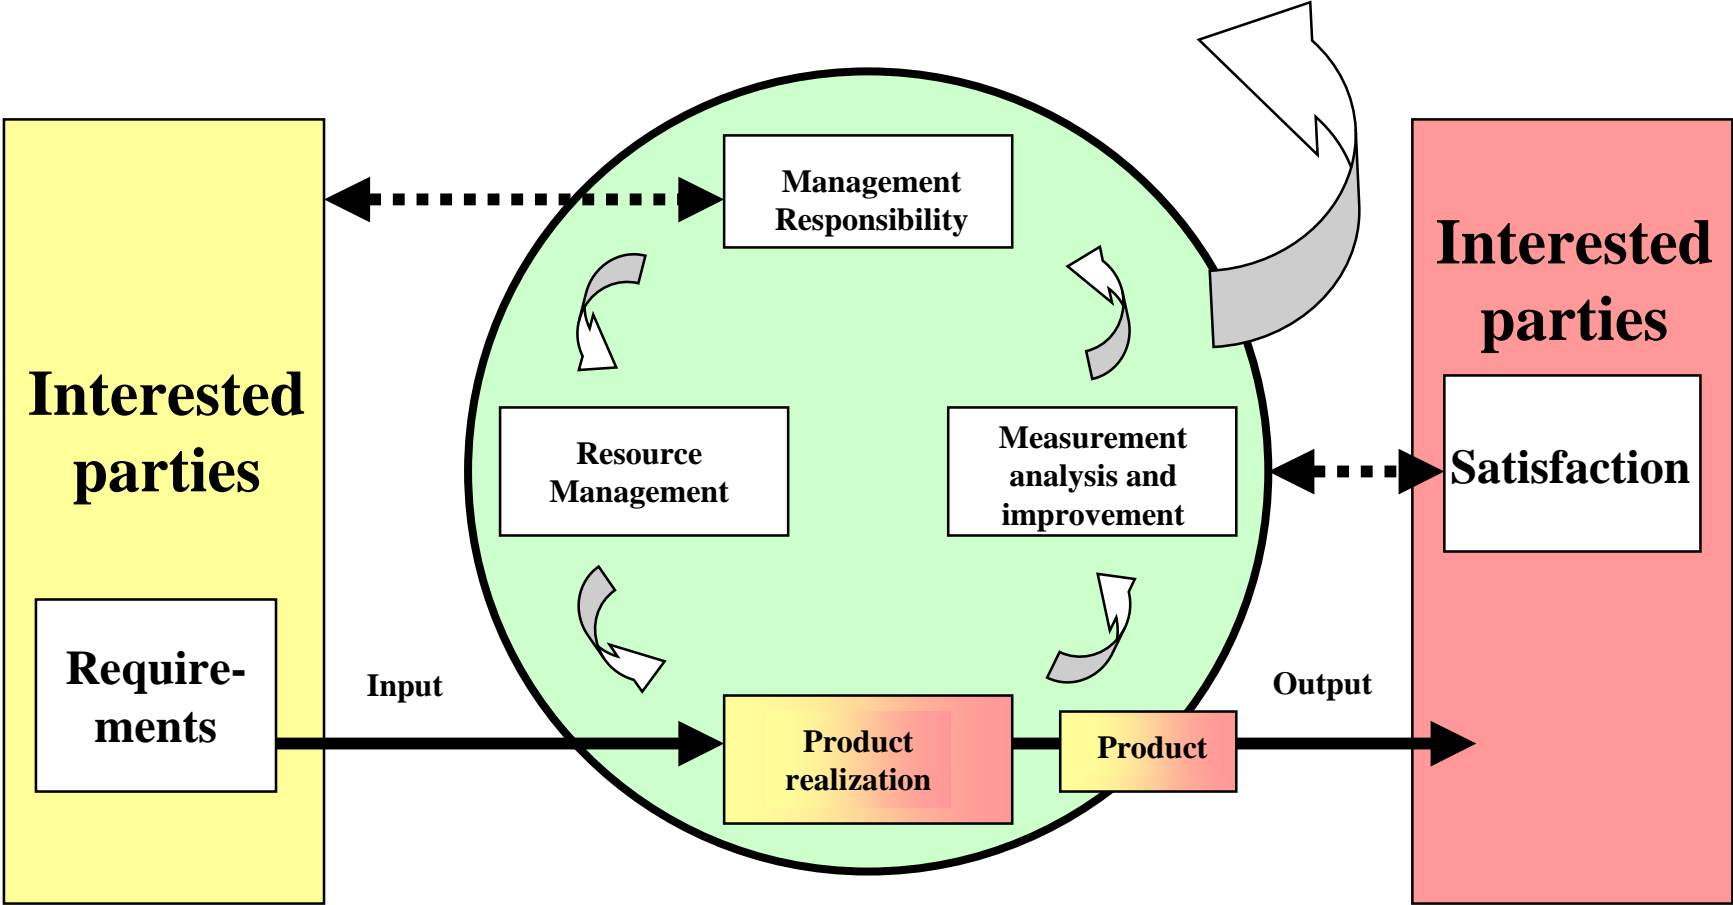 Interested
parties
Require-
ments
Input
Management
Responsibility
Resource
Management
Measurement
analysis and
improvement
Product
realization
Product
Output
Interested
parties
Satisfaction